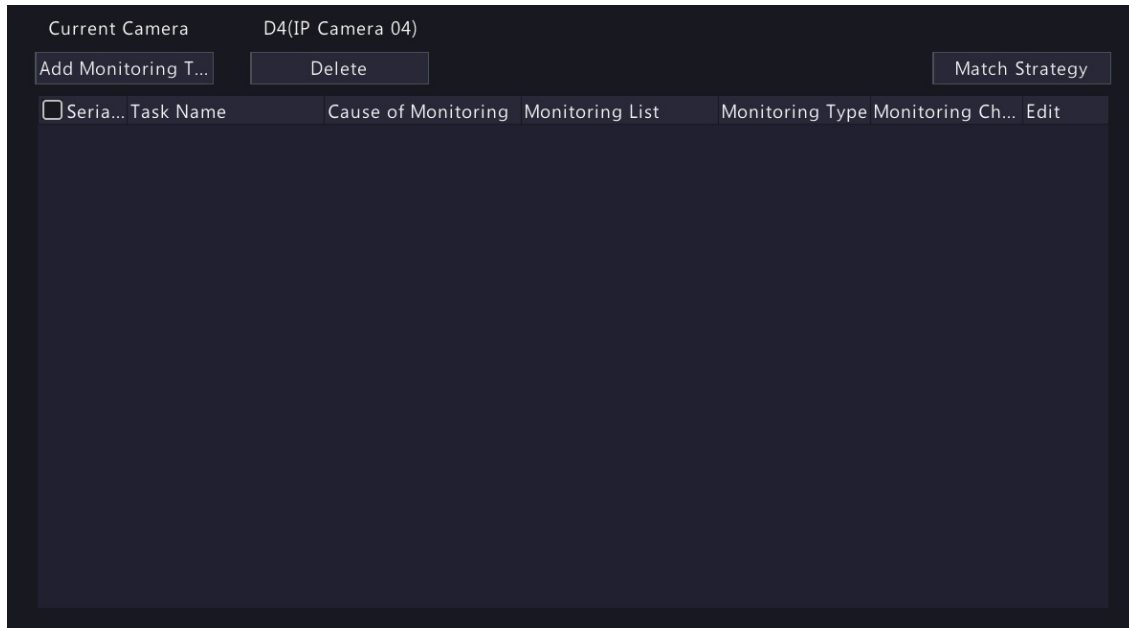 Current Camera D4(IP Camera 04)
Add Monitoring T... Delete Match Strategy
Seria... Task Name Cause of Monitoring Monitoring List Monitoring Type Monitoring Ch... Edit